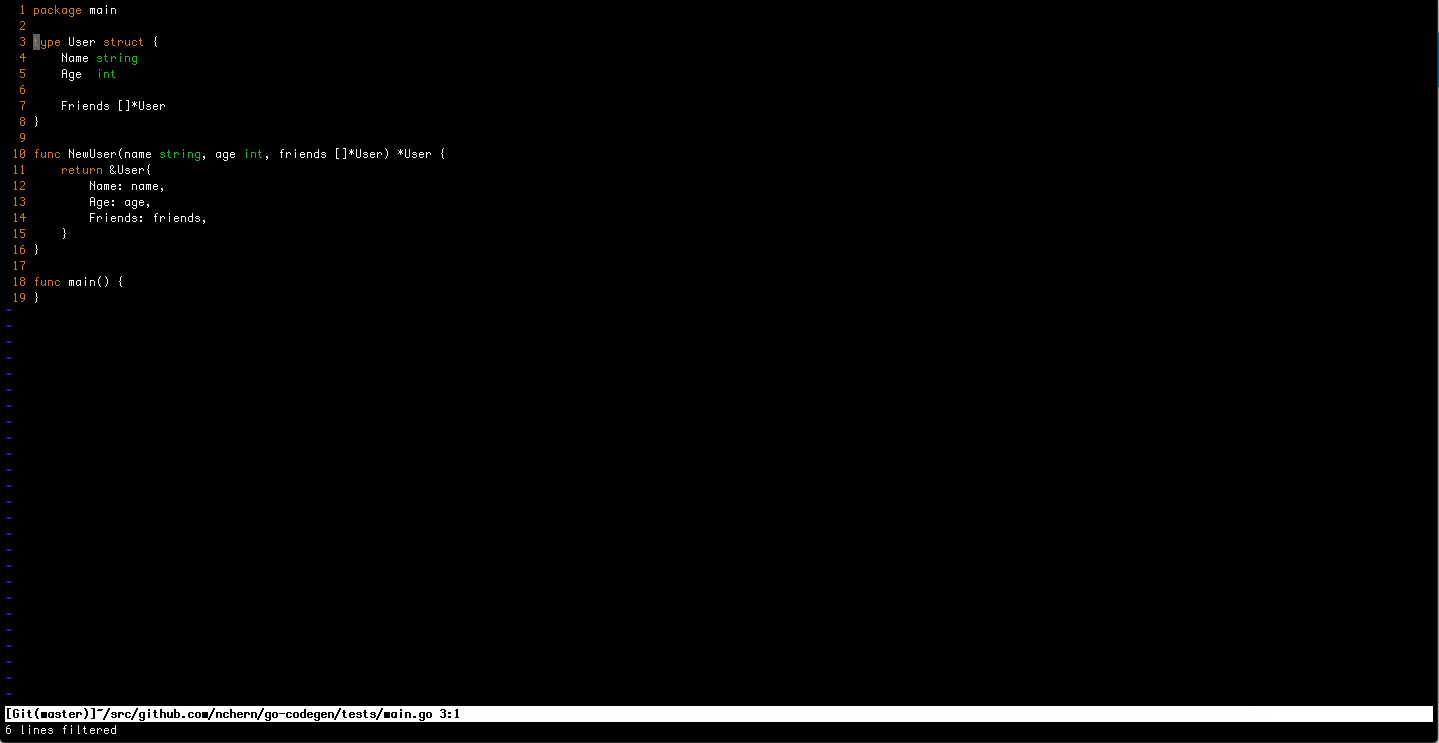 1 package main
2
3 type User struct {
4     Name string
5     Age  int
6
7     Friends []*User
8 }
9
10 func NewUser(name string, age int, friends []*User) *User {
11     return &User{
12         Name: name,
13         Age: age,
14         Friends: friends,
15     }
16 }
17
18 func main() {
19 }
[Git(master)]~/src/github.com/nchern/go-codegen/tests/main.go 3:1
6 lines filtered